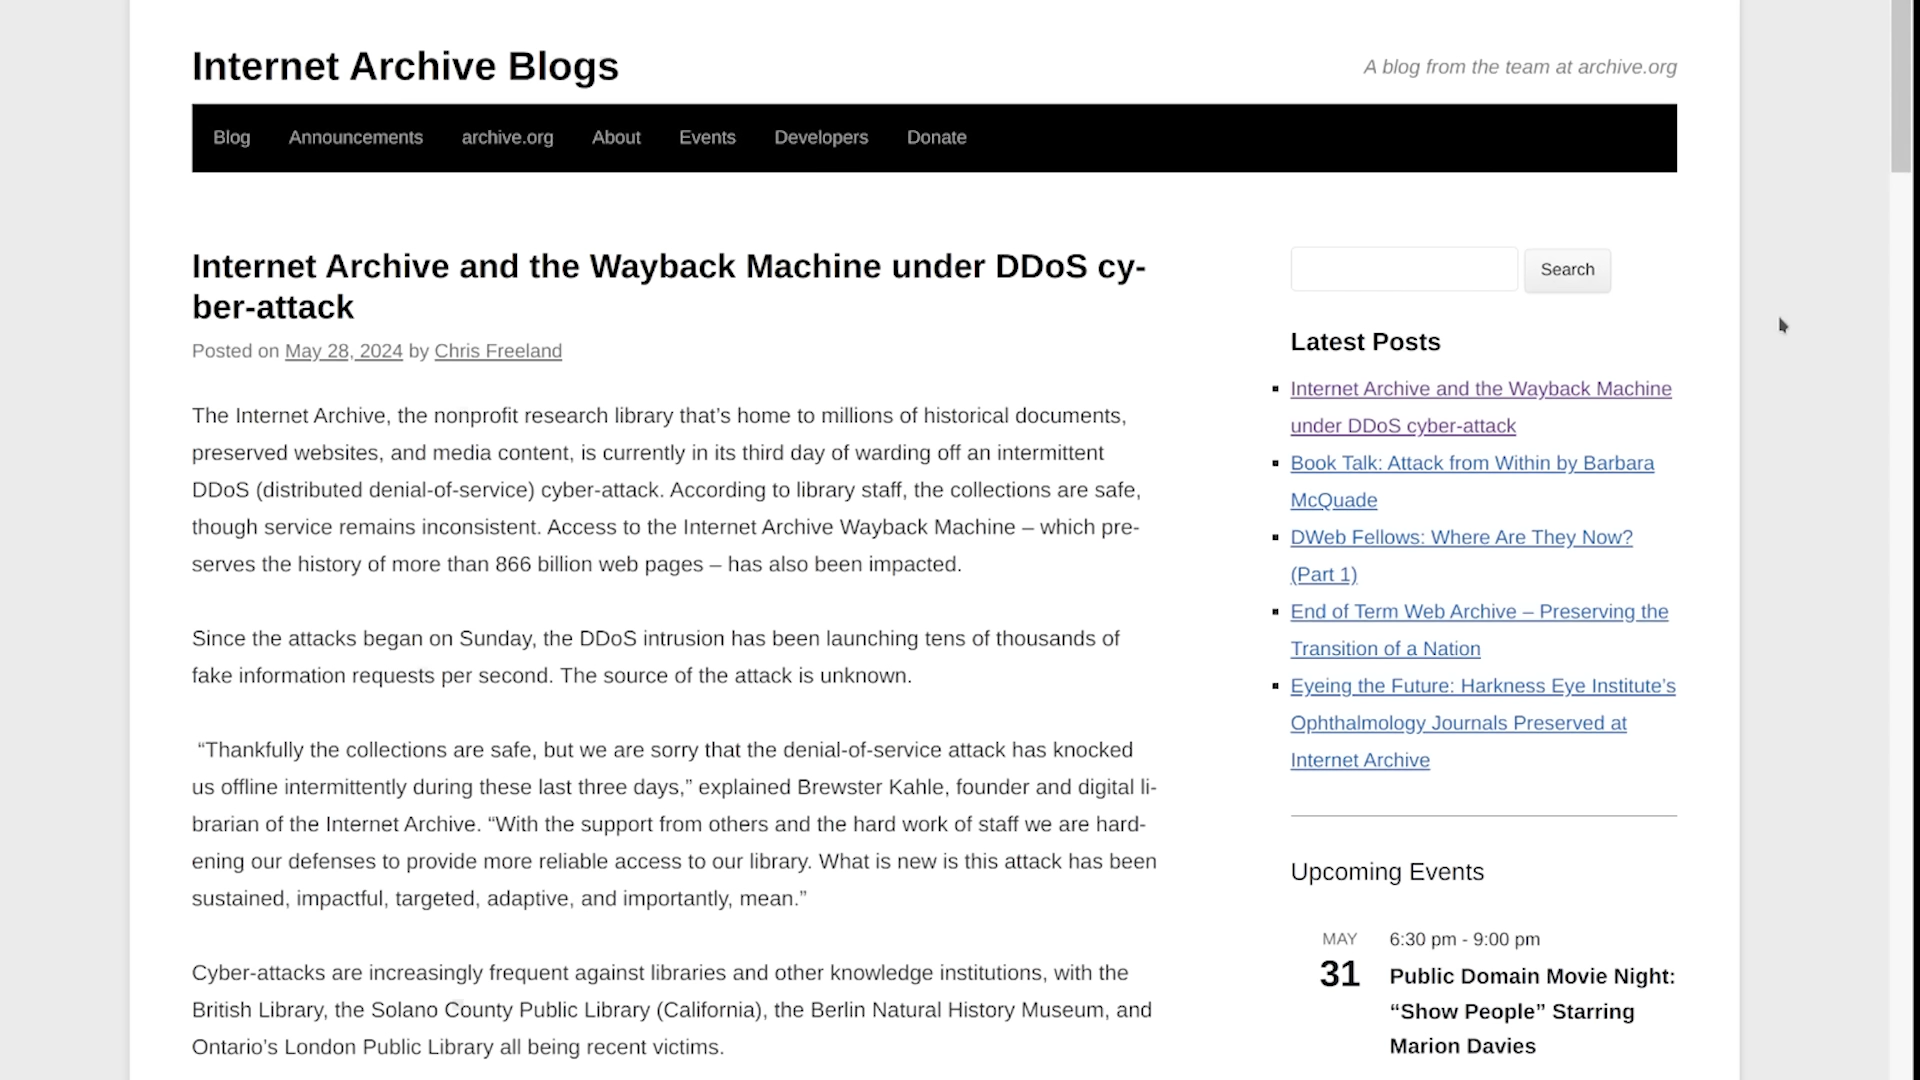 Internet Archive Blogs
A blog from the team at archive.org
Blog Announcements archive.org About Events Developers Donate
Internet Archive and the Wayback Machine under DDoS cy-
ber-attack
Posted on May 28, 2024 by Chris Freeland
The Internet Archive, the nonprofit research library that’s home to millions of historical documents,
preserved websites, and media content, is currently in its third day of warding off an intermittent
DDoS (distributed denial-of-service) cyber-attack. According to library staff, the collections are safe,
though service remains inconsistent. Access to the Internet Archive Wayback Machine – which pre-
serves the history of more than 866 billion web pages – has also been impacted.
Since the attacks began on Sunday, the DDoS intrusion has been launching tens of thousands of
fake information requests per second. The source of the attack is unknown.
“Thankfully the collections are safe, but we are sorry that the denial-of-service attack has knocked
us offline intermittently during these last three days,” explained Brewster Kahle, founder and digital li-
brarian of the Internet Archive. “With the support from others and the hard work of staff we are hard-
ening our defenses to provide more reliable access to our library. What is new is this attack has been
sustained, impactful, targeted, adaptive, and importantly, mean.”
Cyber-attacks are increasingly frequent against libraries and other knowledge institutions, with the
British Library, the Solano County Public Library (California), the Berlin Natural History Museum, and
Ontario’s London Public Library all being recent victims.
Search
Latest Posts
Internet Archive and the Wayback Machine
under DDoS cyber-attack
Book Talk: Attack from Within by Barbara
McQuade
DWeb Fellows: Where Are They Now?
(Part 1)
End of Term Web Archive – Preserving the
Transition of a Nation
Eyeing the Future: Harkness Eye Institute’s
Ophthalmology Journals Preserved at
Internet Archive
Upcoming Events
MAY
31
6:30 pm - 9:00 pm
Public Domain Movie Night:
“Show People” Starring
Marion Davies